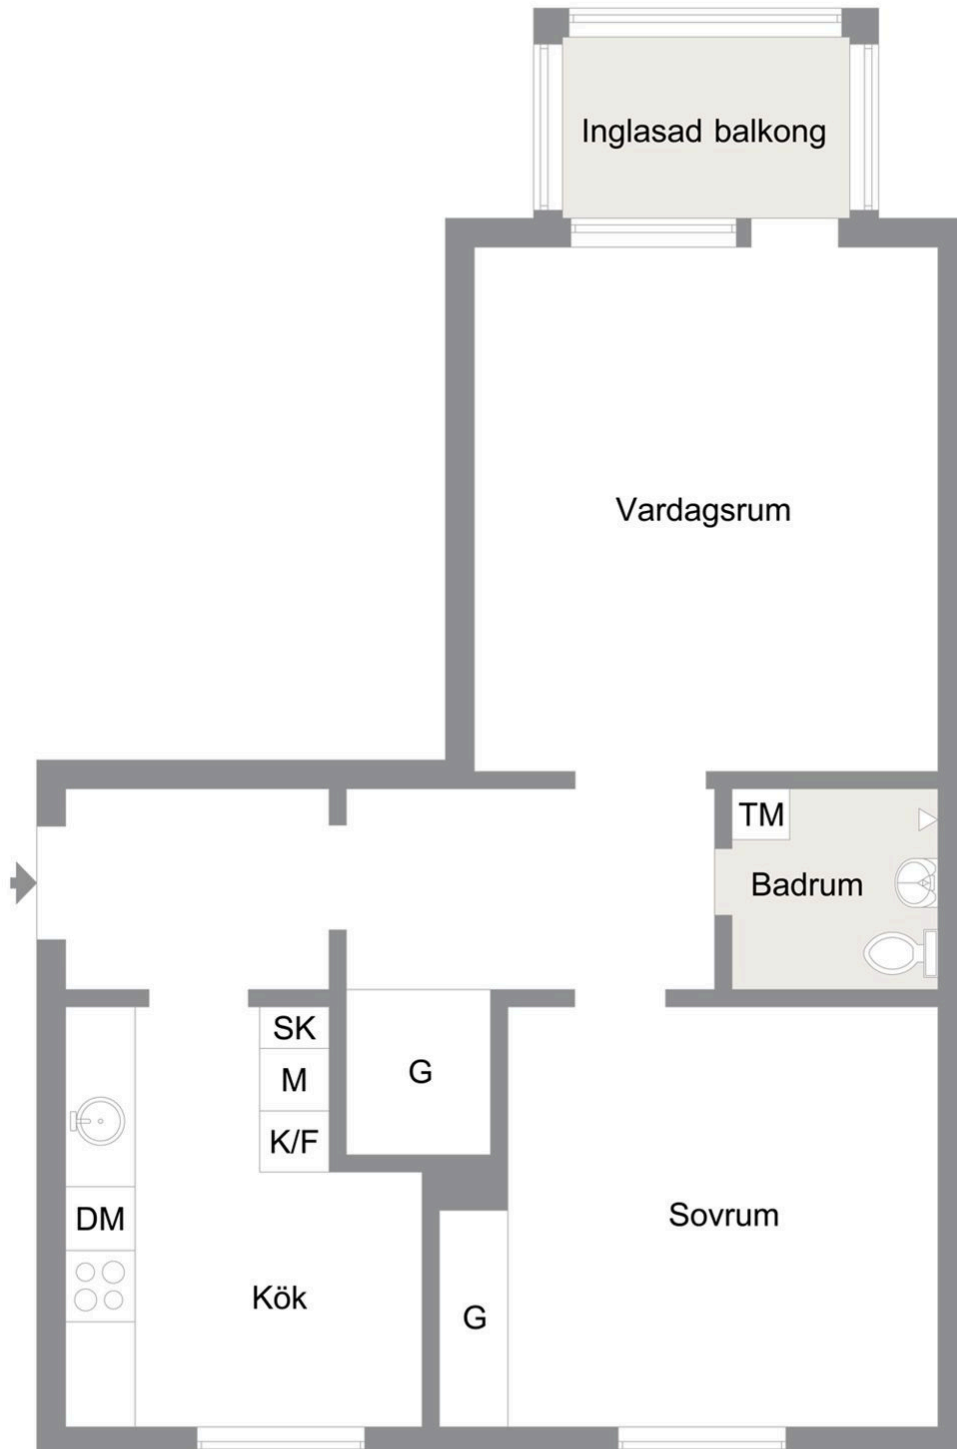 Inglasad balkong
Vardagsrum
TM
Badrum
SK
M
G
K/F
DM
Sovrum
Kök
G